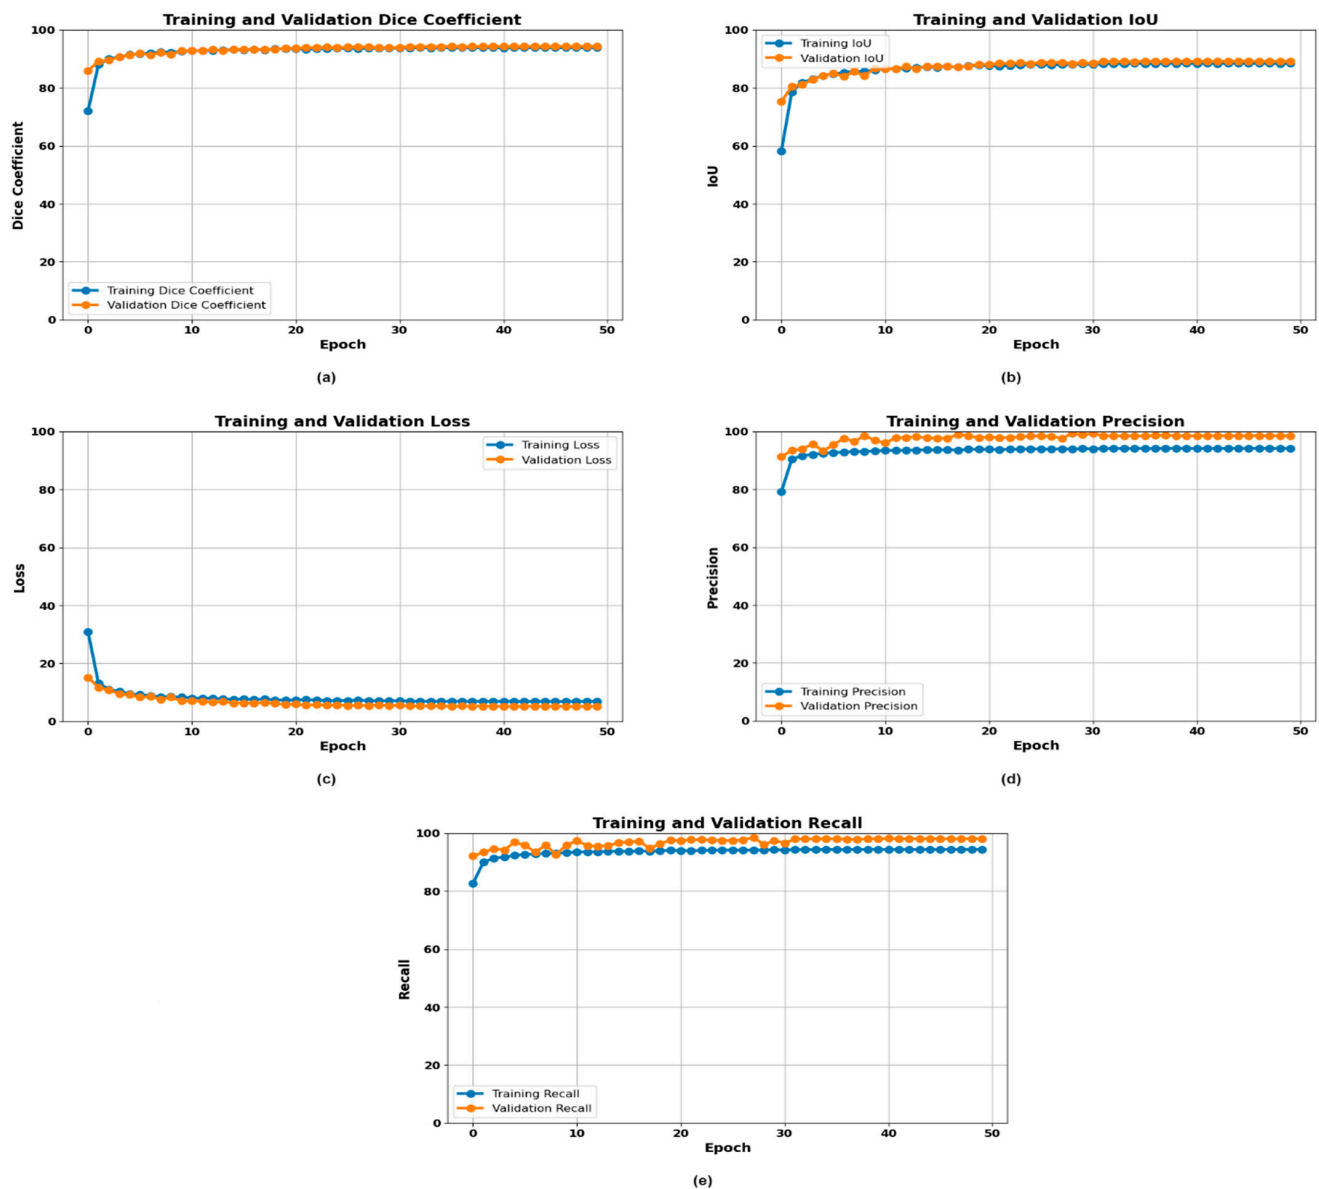 Training and Validation Dice Coefficient
100
80
60
40
20
0
Dice Coefficient
Training Dice Coefficient
Validation Dice Coefficient
0 10 20 30 40 50
Epoch
(a)
Training and Validation IoU
100
80
60
40
20
0
IoU
Training IoU
Validation IoU
0 10 20 30 40 50
Epoch
(b)
Training and Validation Loss
100
80
60
40
20
0
Loss
Training Loss
Validation Loss
0 10 20 30 40 50
Epoch
(c)
Training and Validation Precision
100
80
60
40
20
0
Precision
Training Precision
Validation Precision
0 10 20 30 40 50
Epoch
(d)
Training and Validation Recall
100
80
60
40
20
0
Recall
Training Recall
Validation Recall
0 10 20 30 40 50
Epoch
(e)